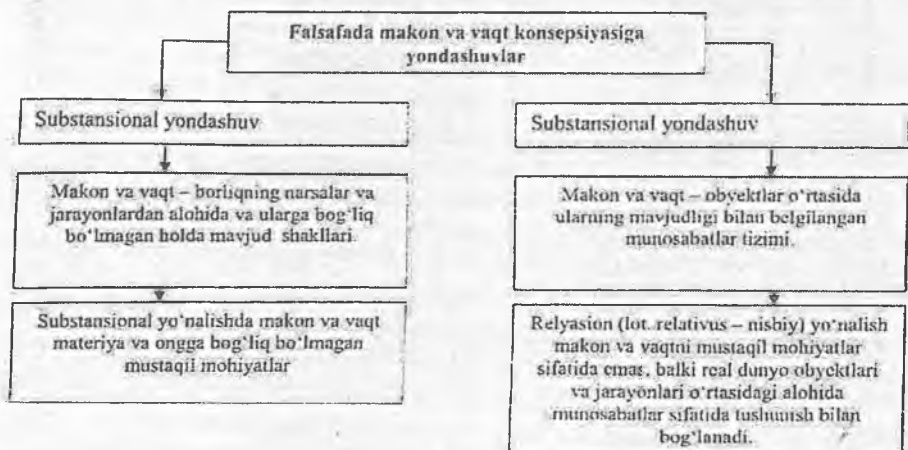 Falsafada makon va vaqt konsepsiyasiga
yondashuvlar
Substansional yondashuv
Makon va vaqt – borliqning narsalar va
jarayonlardan alohida va ularga bog‘liq
bo‘lmagan holda mavjud shakllari.
Substansional yo‘nalishda makon va vaqt
materiya va ongga bog‘liq bo‘lmagan
mustaqil mohiyatlar
Substansional yondashuv
Makon va vaqt – obyektlar o‘rtasida
ularning mavjudligi bilan belgilangan
munosabatlar tizimi.
Relyasion (lot. relativus – nisbiy) yo‘nalish
makon va vaqtni mustaqil mohiyatlar
sifatida emas, balki real dunyo obyektlari
va jarayonlari o‘rtasidagi alohida
munosabatlar sifatida tushunish bilan
bog‘lanadi.